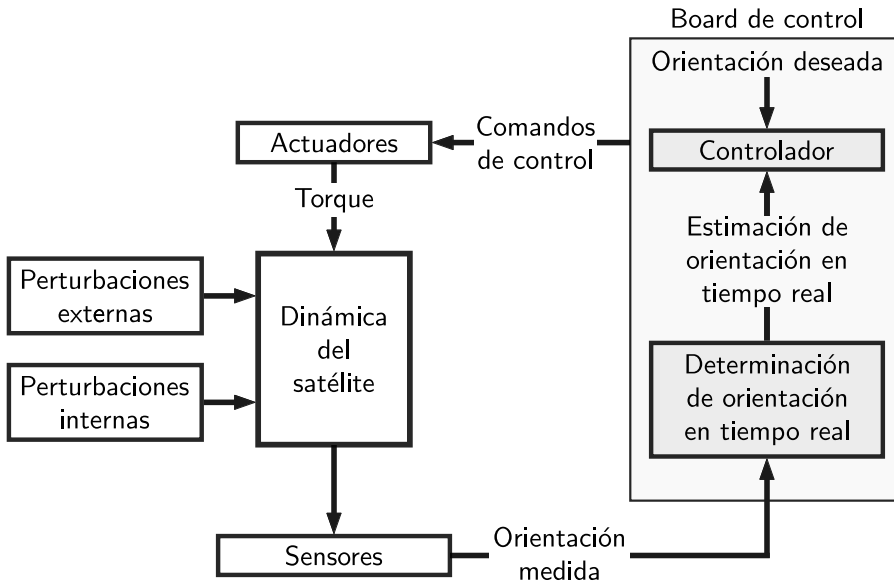 Board de control
Orientación deseada
Controlador
Comandos
de control
Actuadores
Torque
Estimación de
orientación en
tiempo real
Perturbaciones
externas
Dinámica
del
satélite
Perturbaciones
internas
Determinación
de orientación
en tiempo real
Sensores
Orientación
medida